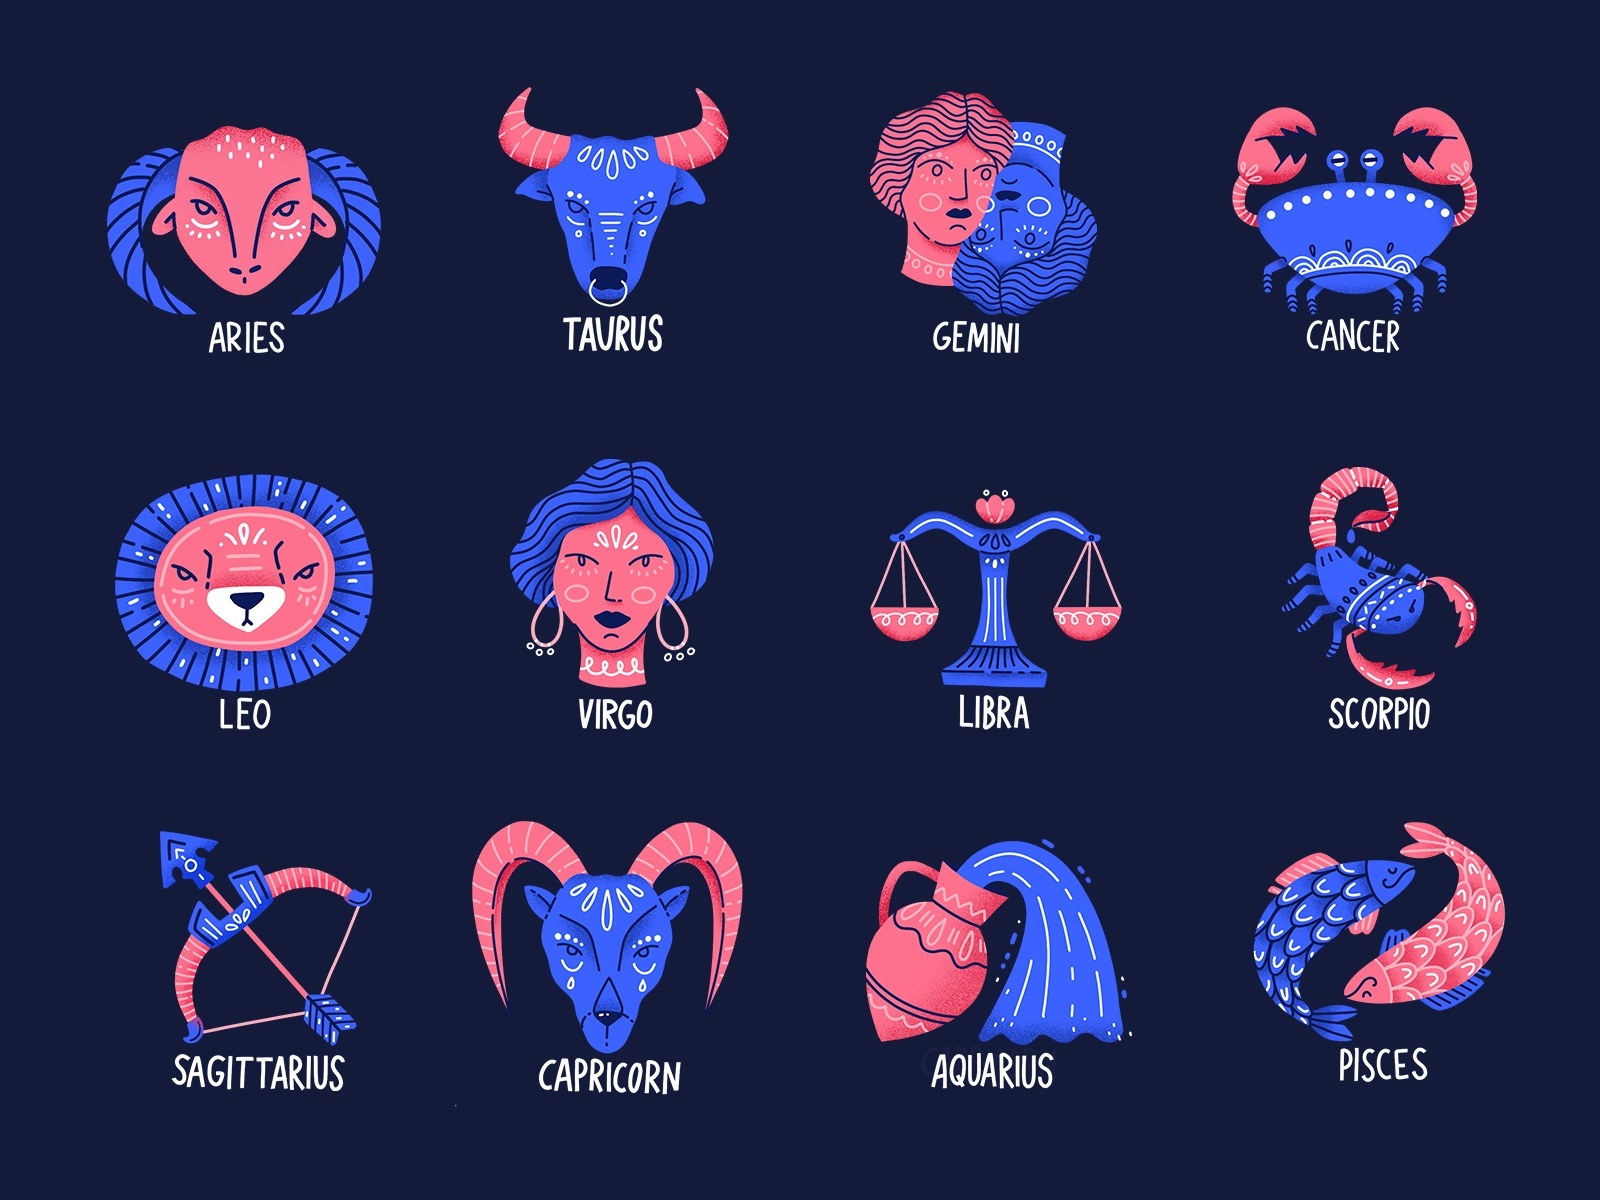 ARIES
TAURUS
GEMINI
CANCER
LEO
VIRGO
LIBRA
SCORPIO
SAGITTARIUS
CAPRICORN
AQUARIUS
PISCES